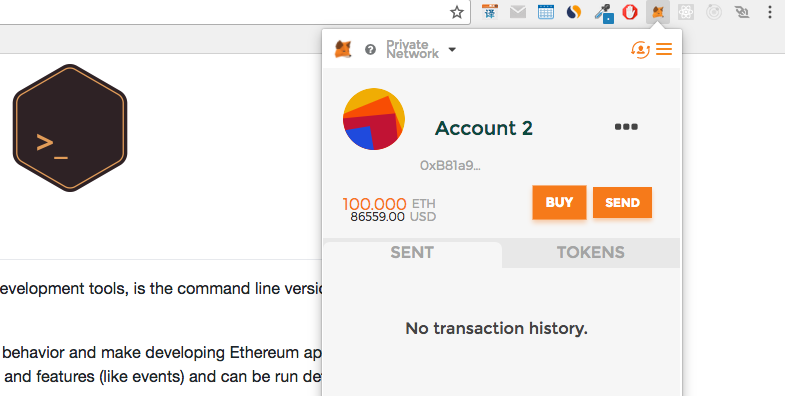 译
Private
Network
Account 2
0xB81a9...
100.000 ETH
86559.00 USD
BUY
SEND
SENT
TOKENS
No transaction history.
>_
evelopment tools, is the command line versio
behavior and make developing Ethereum ap
and features (like events) and can be run de